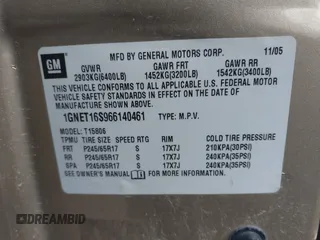 GM
MFD BY GENERAL MOTORS CORP. 11/05
GVWR GAWR FRT GAWR RR
2903KG(6400LB) 1452KG(3200LB) 1542KG(3400LB)
THIS VEHICLE CONFORMS TO ALL APPLICABLE U.S. FEDERAL MOTOR
VEHICLE SAFETY STANDARDS IN EFFECT ON THE DATE OF
MANUFACTURE SHOWN ABOVE.
1GNET16S966140461 TYPE: M.P.V.
MODEL: T15806
TPMU TIRE SIZE SPEED RTG RIM COLD TIRE PRESSURE
FRT P245/65R17 S 17X7J 210KPA(30PSI)
RR P245/65R17 S 17X7J 240KPA(35PSI)
SPA P245/65R17 S 17X7J 240KPA(35PSI)
SEE OWNER'S MANUAL FOR MORE INFORMATION.
AUTOBIDMASTER